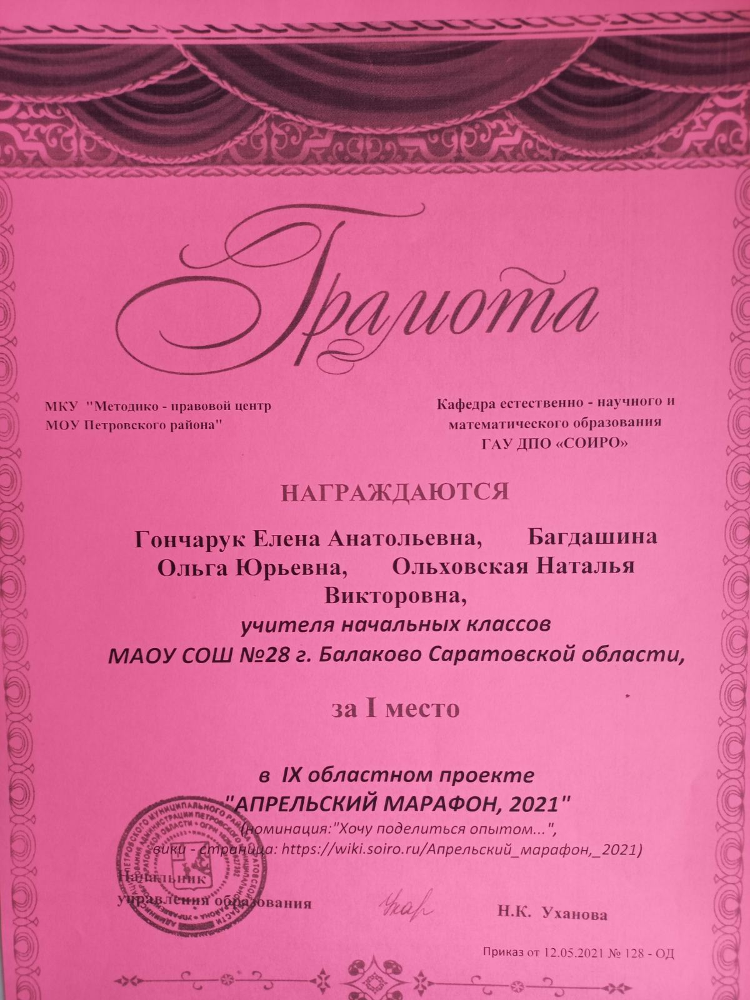 Грамота
МКУ "Методико - правовой центр
МОУ Петровского района"
Кафедра естественно - научного и
математического образования
ГАУ ДПО «СОИРО»
НАГРАЖДАЮТСЯ
Гончарук Елена Анатольевна, Багдашина
Ольга Юрьевна, Ольховская Наталья
Викторовна,
учителя начальных классов
МАОУ СОШ №28 г. Балаково Саратовской области,
за I место
в IX областном проекте
"АПРЕЛЬСКИЙ МАРАФОН, 2021"
(номинация:"Хочу поделиться опытом...",
вики - страница: https://wiki.soiro.ru/Апрельский_марафон,_2021)
Начальник
управления образования
Н.К. Уханова
Приказ от 12.05.2021 № 128 - ОД